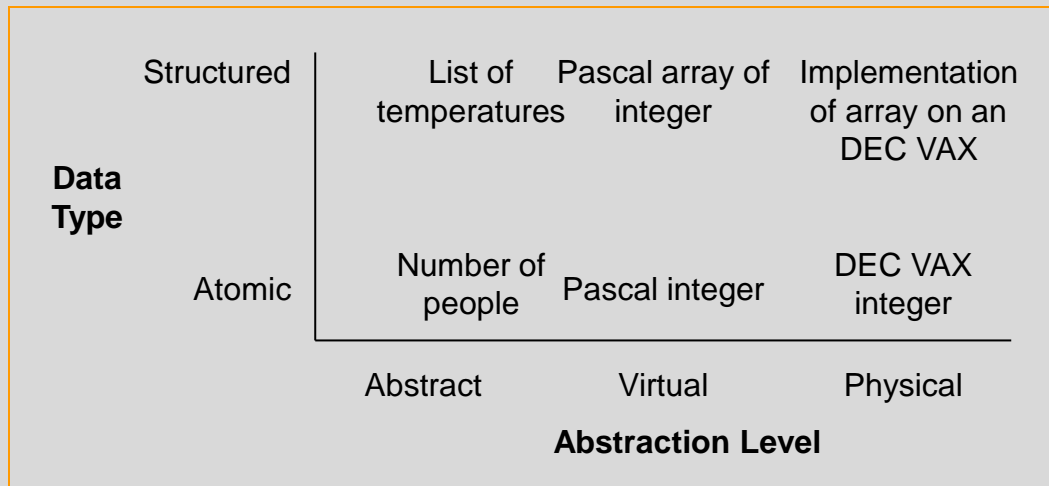 Structured
List of
temperatures
Pascal array of
integer
Implementation
of array on an
DEC VAX
Data
Type
Atomic
Number of
people
Pascal integer
DEC VAX
integer
Abstract
Virtual
Physical
Abstraction Level